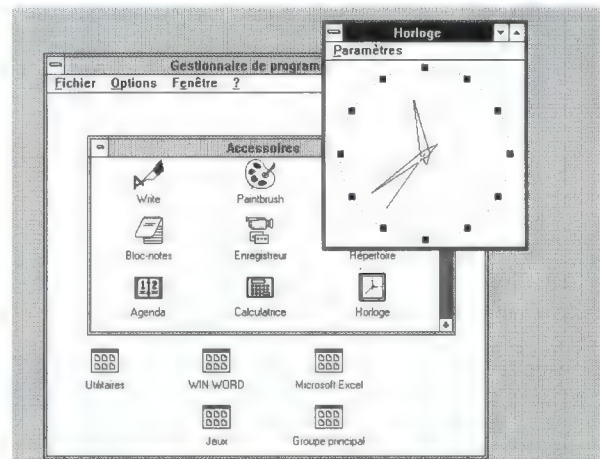 Horloge
Paramètres
Gestionnaire de program
Fichier Options Fenêtre ?
Accessoires
Write Paintbrush
Bloc-notes Enregistreur Répertoire
Agenda Calculatrice Horloge
Utilitaires WIN WORD Microsoft Excel
Jeux Groupe principal